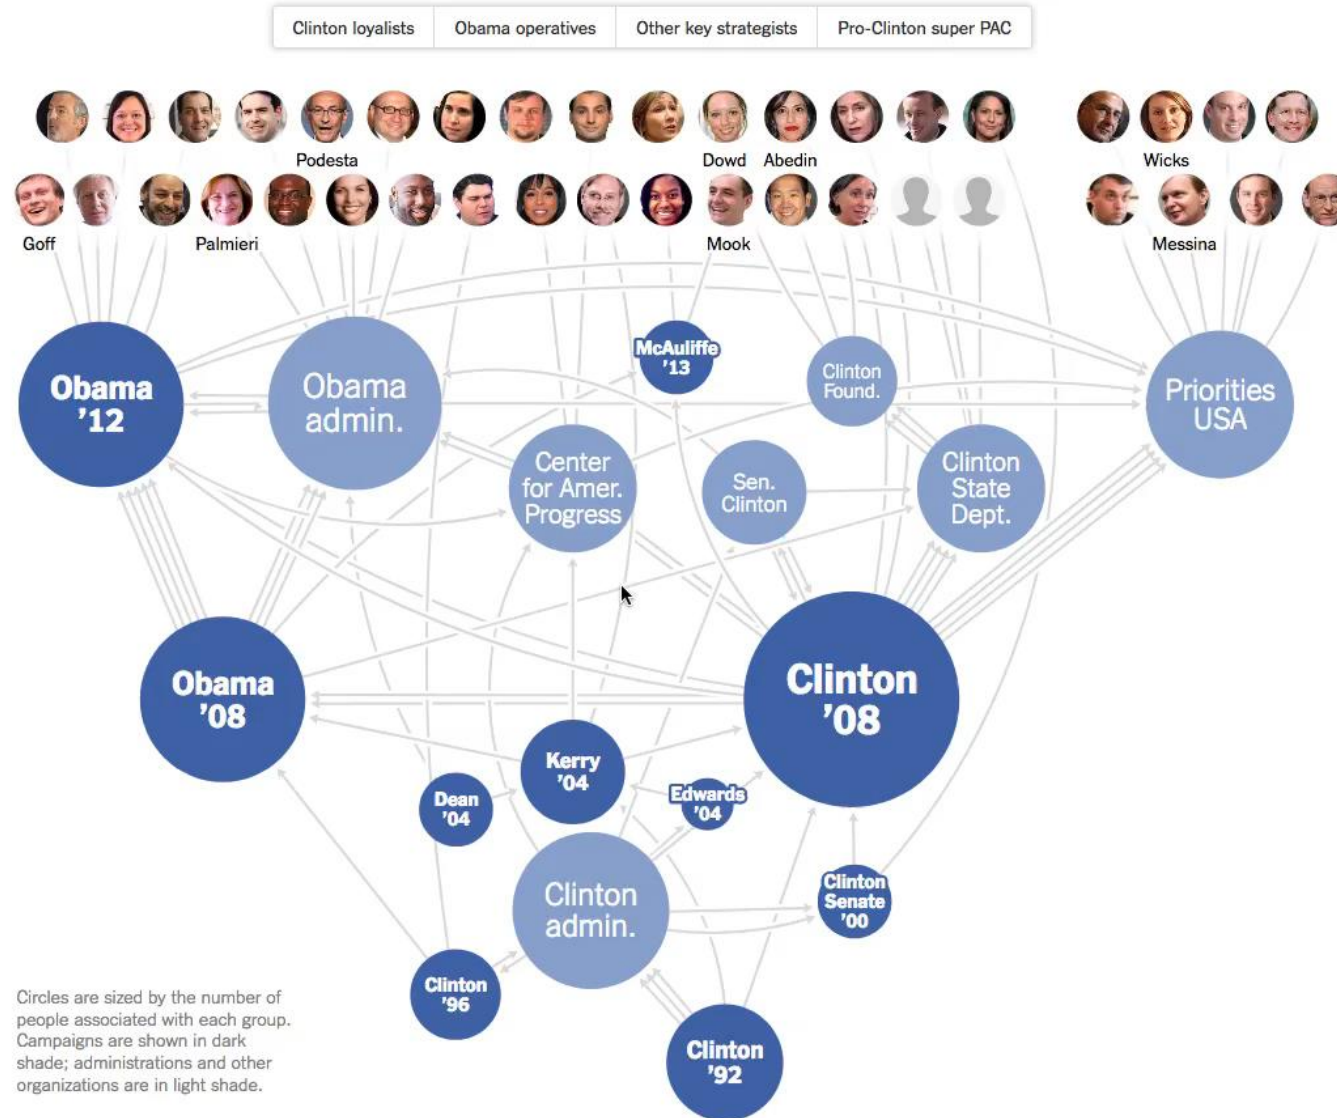 Clinton loyalists
Obama operatives
Other key strategists
Pro-Clinton super PAC
Podesta
Dowd
Abedin
Wicks
Goff
Palmieri
Mook
Messina
Obama
’12
Obama
admin.
McAuliffe
’13
Clinton
Found.
Priorities
USA
Center
for Amer.
Progress
Sen.
Clinton
Clinton
State
Dept.
Obama
’08
Clinton
’08
Kerry
’04
Dean
’04
Edwards
’04
Clinton
admin.
Clinton
Senate
’00
Clinton
’96
Clinton
’92
Circles are sized by the number of
people associated with each group.
Campaigns are shown in dark
shade; administrations and other
organizations are in light shade.